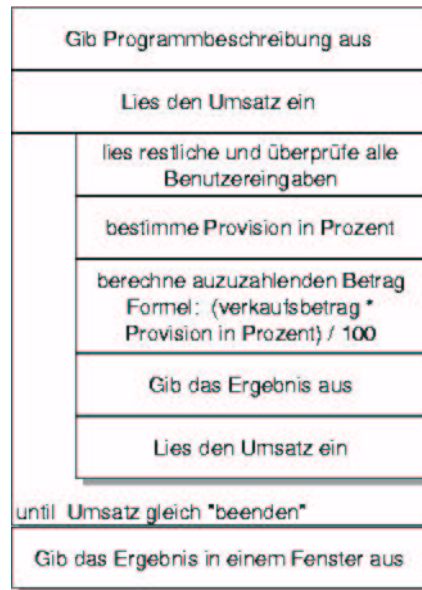 Gib Programmbeschreibung aus
Lies den Umsatz ein
lies restliche und überprüfe alle
Benutzereingaben
bestimme Provision in Prozent
berechne auzuzahlenden Betrag
Formel: (verkaufsbetrag *
Provision in Prozent) / 100
Gib das Ergebnis aus
Lies den Umsatz ein
until Umsatz gleich "beenden"
Gib das Ergebnis in einem Fenster aus